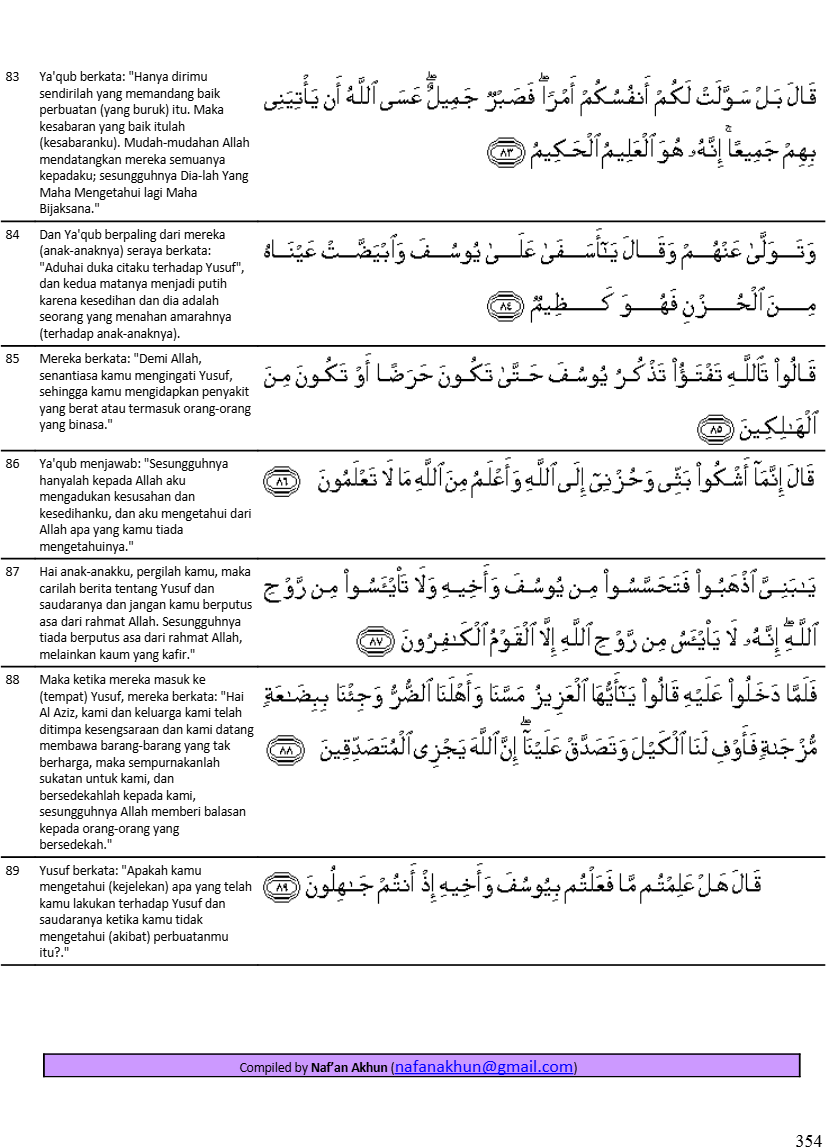 83 Ya'qub berkata: "Hanya dirimu
sendirilah yang memandang baik
perbuatan (yang buruk) itu. Maka
kesabaran yang baik itulah
(kesabaranku). Mudah-mudahan Allah
mendatangkan mereka semuanya
kepadaku; sesungguhnya Dia-lah Yang
Maha Mengetahui lagi Maha
Bijaksana."
قَالَ بَلْ سَوَّلَتْ لَكُمْ أَنفُسُكُمْ أَمْرًا ۖ فَصَبْرٌ جَمِيلٌ ۖ عَسَى ٱللَّهُ أَن يَأْتِيَنِى
بِهِمْ جَمِيعًا ۚ إِنَّهُۥ هُوَ ٱلْعَلِيمُ ٱلْحَكِيمُ ٨٣
84 Dan Ya'qub berpaling dari mereka
(anak-anaknya) seraya berkata:
"Aduhai duka citaku terhadap Yusuf",
dan kedua matanya menjadi putih
karena kesedihan dan dia adalah
seorang yang menahan amarahnya
(terhadap anak-anaknya).
وَتَوَلَّىٰ عَنْهُمْ وَقَالَ يَـٰٓأَسَفَىٰ عَلَىٰ يُوسُفَ وَٱبْيَضَّتْ عَيْنَاهُ
مِنَ ٱلْحُزْنِ فَهُوَ كَظِيمٌ ٨٤
85 Mereka berkata: "Demi Allah,
senantiasa kamu mengingati Yusuf,
sehingga kamu mengidapkan penyakit
yang berat atau termasuk orang-orang
yang binasa."
قَالُوا۟ تَٱللَّهِ تَفْتَؤُا۟ تَذْكُرُ يُوسُفَ حَتَّىٰ تَكُونَ حَرَضًا أَوْ تَكُونَ مِنَ
ٱلْهَـٰلِكِينَ ٨٥
86 Ya'qub menjawab: "Sesungguhnya
hanyalah kepada Allah aku
mengadukan kesusahan dan
kesedihanku, dan aku mengetahui dari
Allah apa yang kamu tiada
mengetahuinya."
قَالَ إِنَّمَآ أَشْكُوا۟ بَثِّى وَحُزْنِىٓ إِلَى ٱللَّهِ وَأَعْلَمُ مِنَ ٱللَّهِ مَا لَا تَعْلَمُونَ ٨٦
87 Hai anak-anakku, pergilah kamu, maka
carilah berita tentang Yusuf dan
saudaranya dan jangan kamu berputus
asa dari rahmat Allah. Sesungguhnya
tiada berputus asa dari rahmat Allah,
melainkan kaum yang kafir."
يَـٰبَنِىَّ ٱذْهَبُوا۟ فَتَحَسَّسُوا۟ مِن يُوسُفَ وَأَخِيهِ وَلَا تَا۟يْـَٔسُوا۟ مِن رَّوْحِ
ٱللَّهِ ۖ إِنَّهُۥ لَا يَا۟يْـَٔسُ مِن رَّوْحِ ٱللَّهِ إِلَّا ٱلْقَوْمُ ٱلْكَـٰفِرُونَ ٨٧
88 Maka ketika mereka masuk ke
(tempat) Yusuf, mereka berkata: "Hai
Al Aziz, kami dan keluarga kami telah
ditimpa kesengsaraan dan kami datang
membawa barang-barang yang tak
berharga, maka sempurnakanlah
sukatan untuk kami, dan
bersedekahlah kepada kami,
sesungguhnya Allah memberi balasan
kepada orang-orang yang
bersedekah."
فَلَمَّا دَخَلُوا۟ عَلَيْهِ قَالُوا۟ يَـٰٓأَيُّهَا ٱلْعَزِيزُ مَسَّنَا وَأَهْلَنَا ٱلضُّرُّ وَجِئْنَا بِبِضَـٰعَةٍ
مُّزْجَىٰةٍ فَأَوْفِ لَنَا ٱلْكَيْلَ وَتَصَدَّقْ عَلَيْنَآ ۖ إِنَّ ٱللَّهَ يَجْزِى ٱلْمُتَصَدِّقِينَ ٨٨
89 Yusuf berkata: "Apakah kamu
mengetahui (kejelekan) apa yang telah
kamu lakukan terhadap Yusuf dan
saudaranya ketika kamu tidak
mengetahui (akibat) perbuatanmu
itu?."
قَالَ هَلْ عَلِمْتُم مَّا فَعَلْتُم بِيُوسُفَ وَأَخِيهِ إِذْ أَنتُمْ جَـٰهِلُونَ ٨٩
Compiled by Naf’an Akhun (nafanakhun@gmail.com)
354